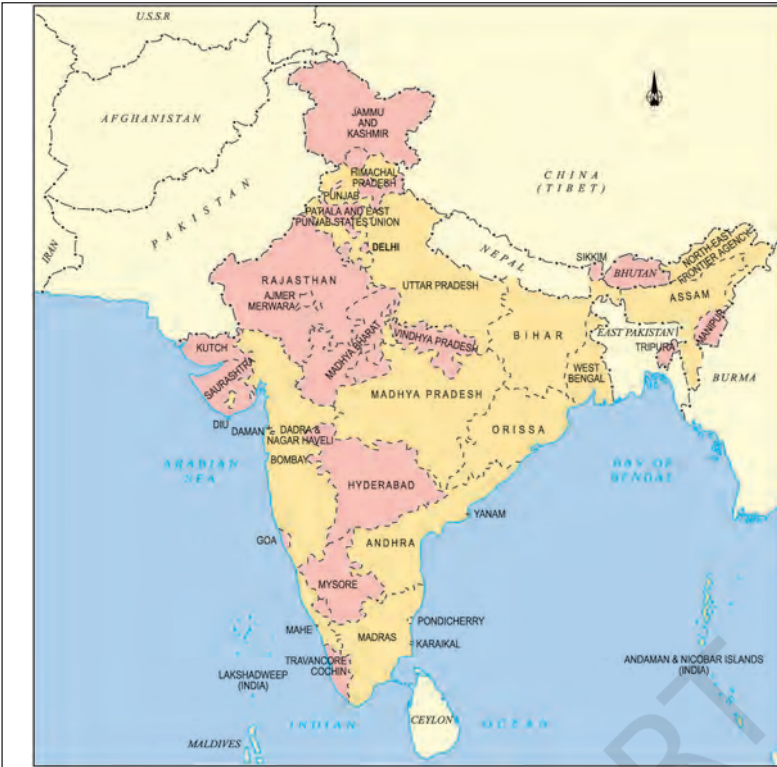 U.S.S.R
AFGHANISTAN
JAMMU
AND
KASHMIR
CHINA
(TIBET)
N
PAKISTAN
IRAN
HIMACHAL
PRADESH
PUNJAB
PATIALA AND EAST
PUNJAB STATES UNION
DELHI
NEPAL
SIKKIM
BHUTAN
NORTH-EAST
FRONTIER AGENCY
ASSAM
RAJASTHAN
AJMER
MERWARA
UTTAR PRADESH
BIHAR
EAST PAKISTAN
MANIPUR
TRIPURA
KUTCH
MADHYA BHARAT
VINDHYA PRADESH
SAURASHTRA
WEST
BENGAL
BURMA
MADHYA PRADESH
ORISSA
DIU
DAMAN
DADRA &
NAGAR HAVELI
BOMBAY
ARABIAN
SEA
BAY OF
BENGAL
HYDERABAD
YANAM
GOA
ANDHRA
MYSORE
MAHE
MADRAS
PONDICHERRY
KARAIKAL
TRAVANCORE
COCHIN
LAKSHADWEEP
(INDIA)
ANDAMAN & NICOBAR ISLANDS
(INDIA)
INDIAN OCEAN
CEYLON
MALDIVES